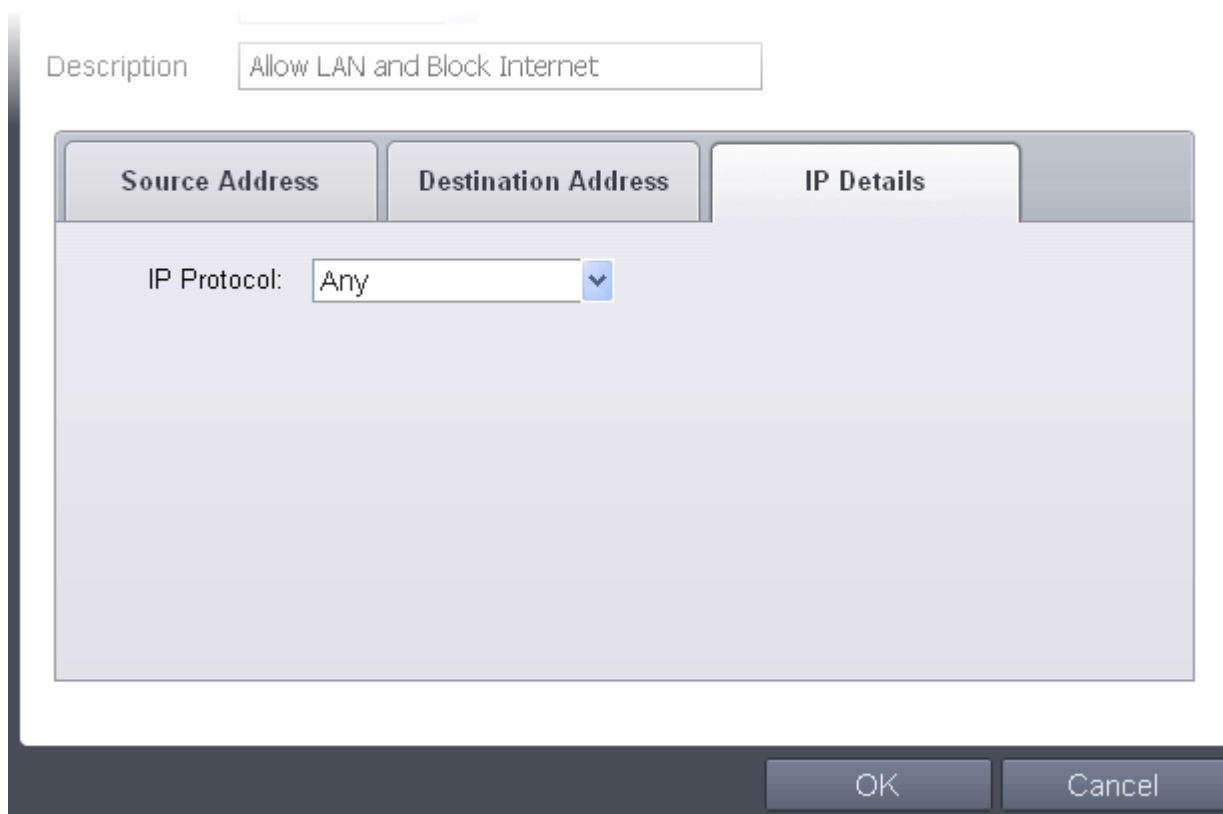 Description Allow LAN and Block Internet
Source Address Destination Address IP Details
IP Protocol: Any
OK Cancel